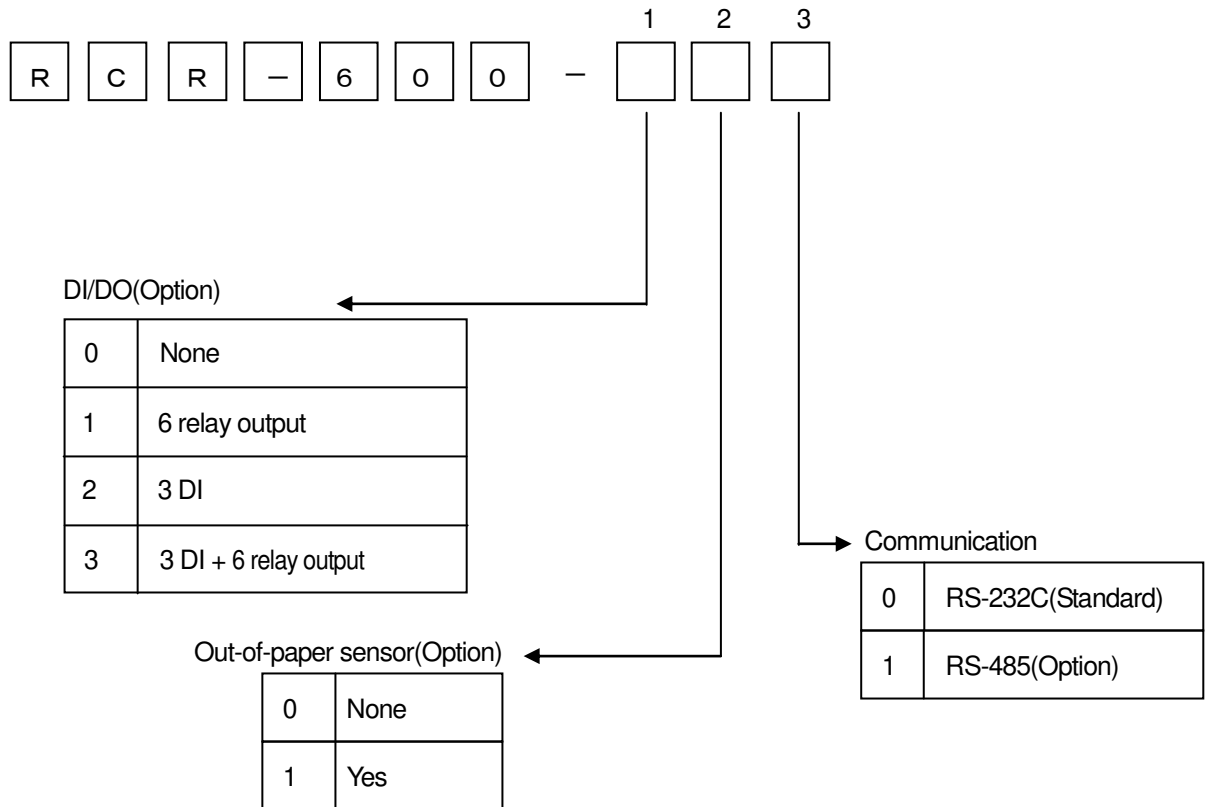 1 2 3
R C R – 6 0 0 –
DI/DO(Option)
0 None
1 6 relay output
2 3 DI
3 3 DI + 6 relay output
Communication
0 RS-232C(Standard)
1 RS-485(Option)
Out-of-paper sensor(Option)
0 None
1 Yes